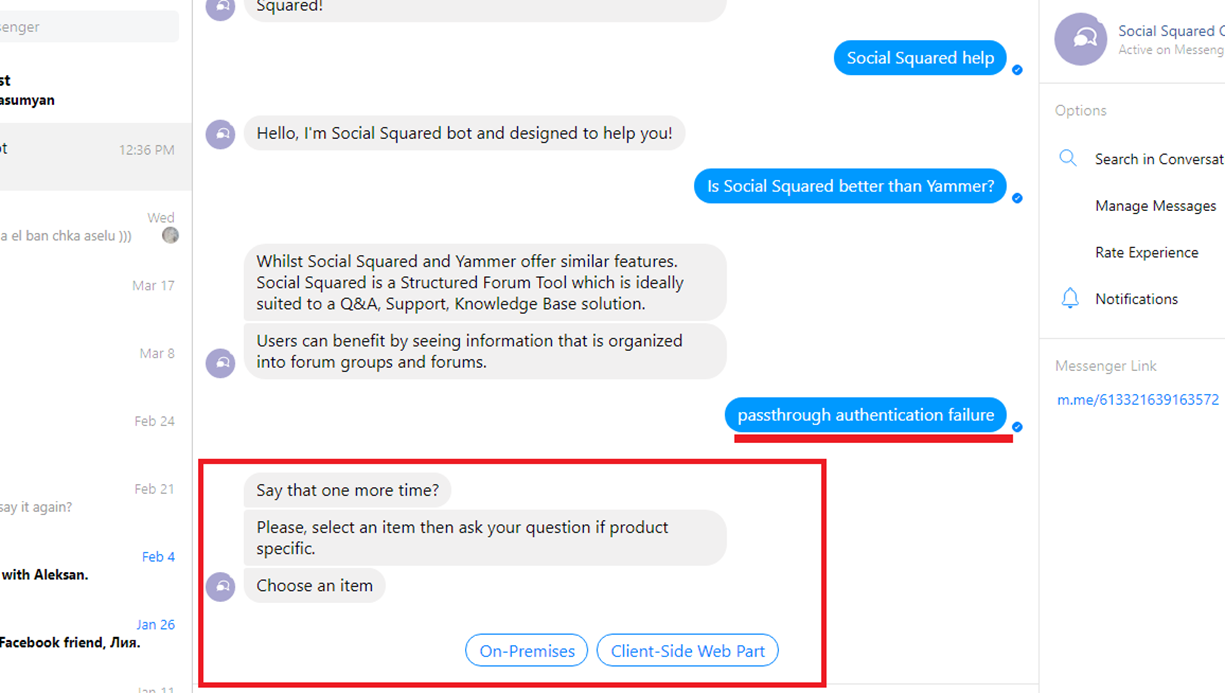 senger
st
asumyan
ot
12:36 PM
Wed
a el ban chka aselu )))
Mar 17
Mar 8
Feb 24
Feb 21
say it again?
Feb 4
with Aleksan.
Jan 26
Facebook friend, Лия.
Jan 11
Squared!
Social Squared help
Hello, I'm Social Squared bot and designed to help you!
Is Social Squared better than Yammer?
Whilst Social Squared and Yammer offer similar features.
Social Squared is a Structured Forum Tool which is ideally
suited to a Q&A, Support, Knowledge Base solution.
Users can benefit by seeing information that is organized
into forum groups and forums.
passthrough authentication failure
Say that one more time?
Please, select an item then ask your question if product
specific.
Choose an item
On-Premises
Client-Side Web Part
Social Squared C
Active on Messeng
Options
Search in Conversat
Manage Messages
Rate Experience
Notifications
Messenger Link
m.me/613321639163572